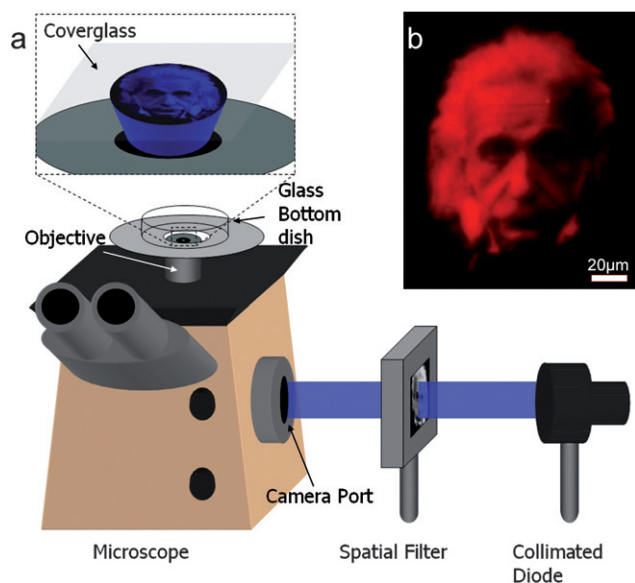 a
Coverglass
b
Glass
Bottom
dish
Objective
20µm
Camera Port
Microscope
Spatial Filter
Collimated
Diode